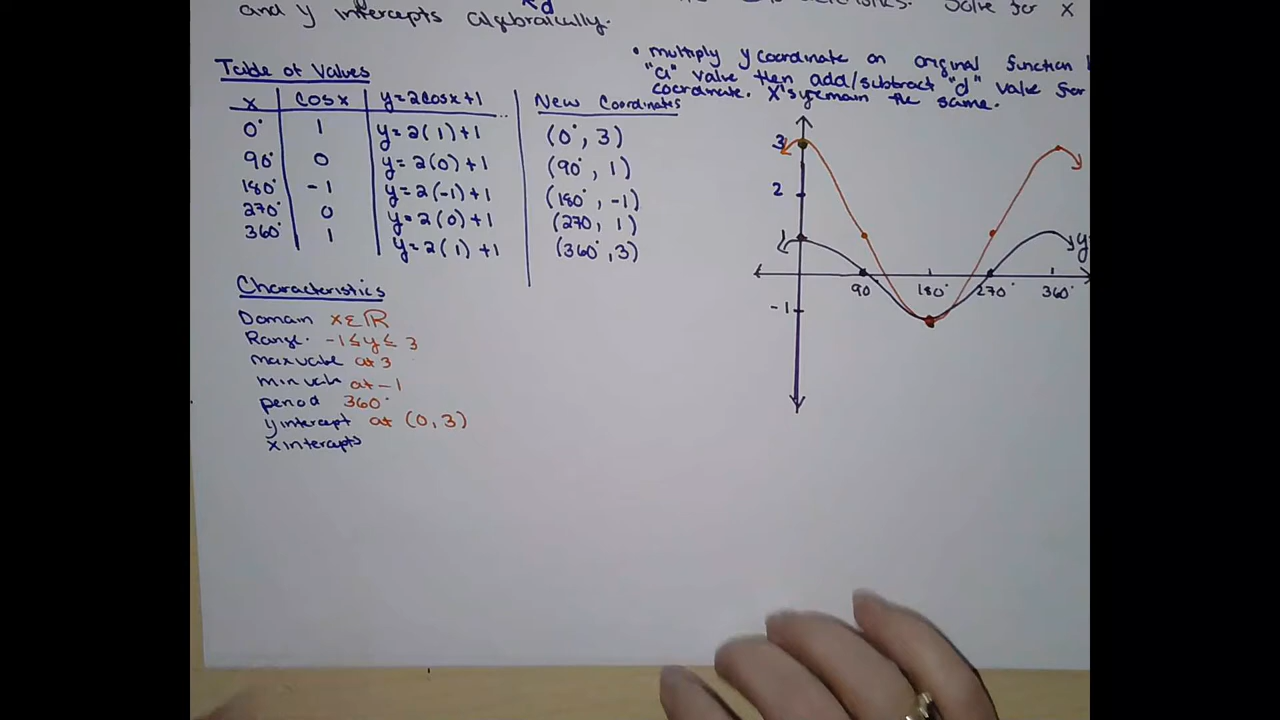 and y intercepts algebraically.
d
Solve for x
• multiply y coordinate on original function
"a" value then add/subtract "d" value for
coordinate. X's remain the same.
Table of Values
x cosx y=2cosx+1 New Coordinates
0° 1 y=2(1)+1 (0°, 3)
90° 0 y=2(0)+1 (90°, 1)
180° -1 y=2(-1)+1 (180°, -1)
270° 0 y=2(0)+1 (270, 1)
360° 1 y=2(1)+1 (360°, 3)
3
2
1
y
90 180° 270° 360°
-1
Characteristics
Domain xεR
Range. -1≤y≤3
max value at 3
min value at -1
period 360°
y intercept at (0, 3)
x intercepts